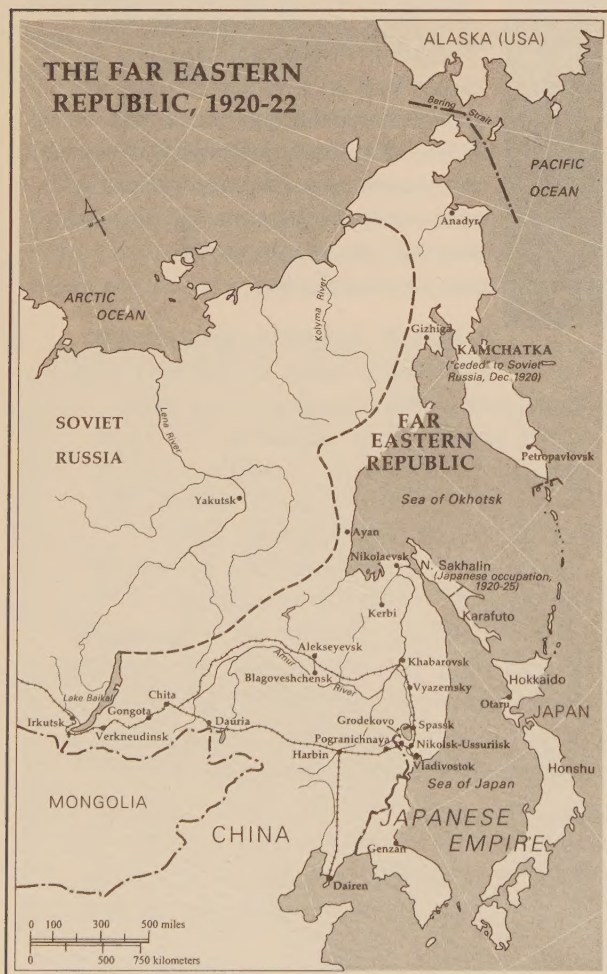 THE FAR EASTERN
REPUBLIC, 1920-22
ALASKA (USA)
Bering Strait
PACIFIC
OCEAN
Anadyr
W
E
ARCTIC
OCEAN
Kolyma River
Gizhiga
KAMCHATKA
("ceded" to Soviet
Russia, Dec 1920)
SOVIET
RUSSIA
Lena River
FAR
EASTERN
REPUBLIC
Petropavlovsk
Sea of Okhotsk
Yakutsk
Ayan
Nikolaevsk
N. Sakhalin
(Japanese occupation,
1920-25)
Kerbi
Karafuto
Alekseyevsk
Amur
River
Khabarovsk
Blagoveshchensk
Hokkaido
Lake Baikal
Chita
Vyazemsky
Gongota
Otaru
JAPAN
Irkutsk
Dauria
Grodekovo
Spassk
Verkneudinsk
Pogranichnaya
Nikolsk-Ussuriisk
Harbin
Vladivostok
Sea of Japan
Honshu
MONGOLIA
JAPANESE
EMPIRE
CHINA
Genzan
Dairen
0 100 300 500 miles
0 500 750 kilometers